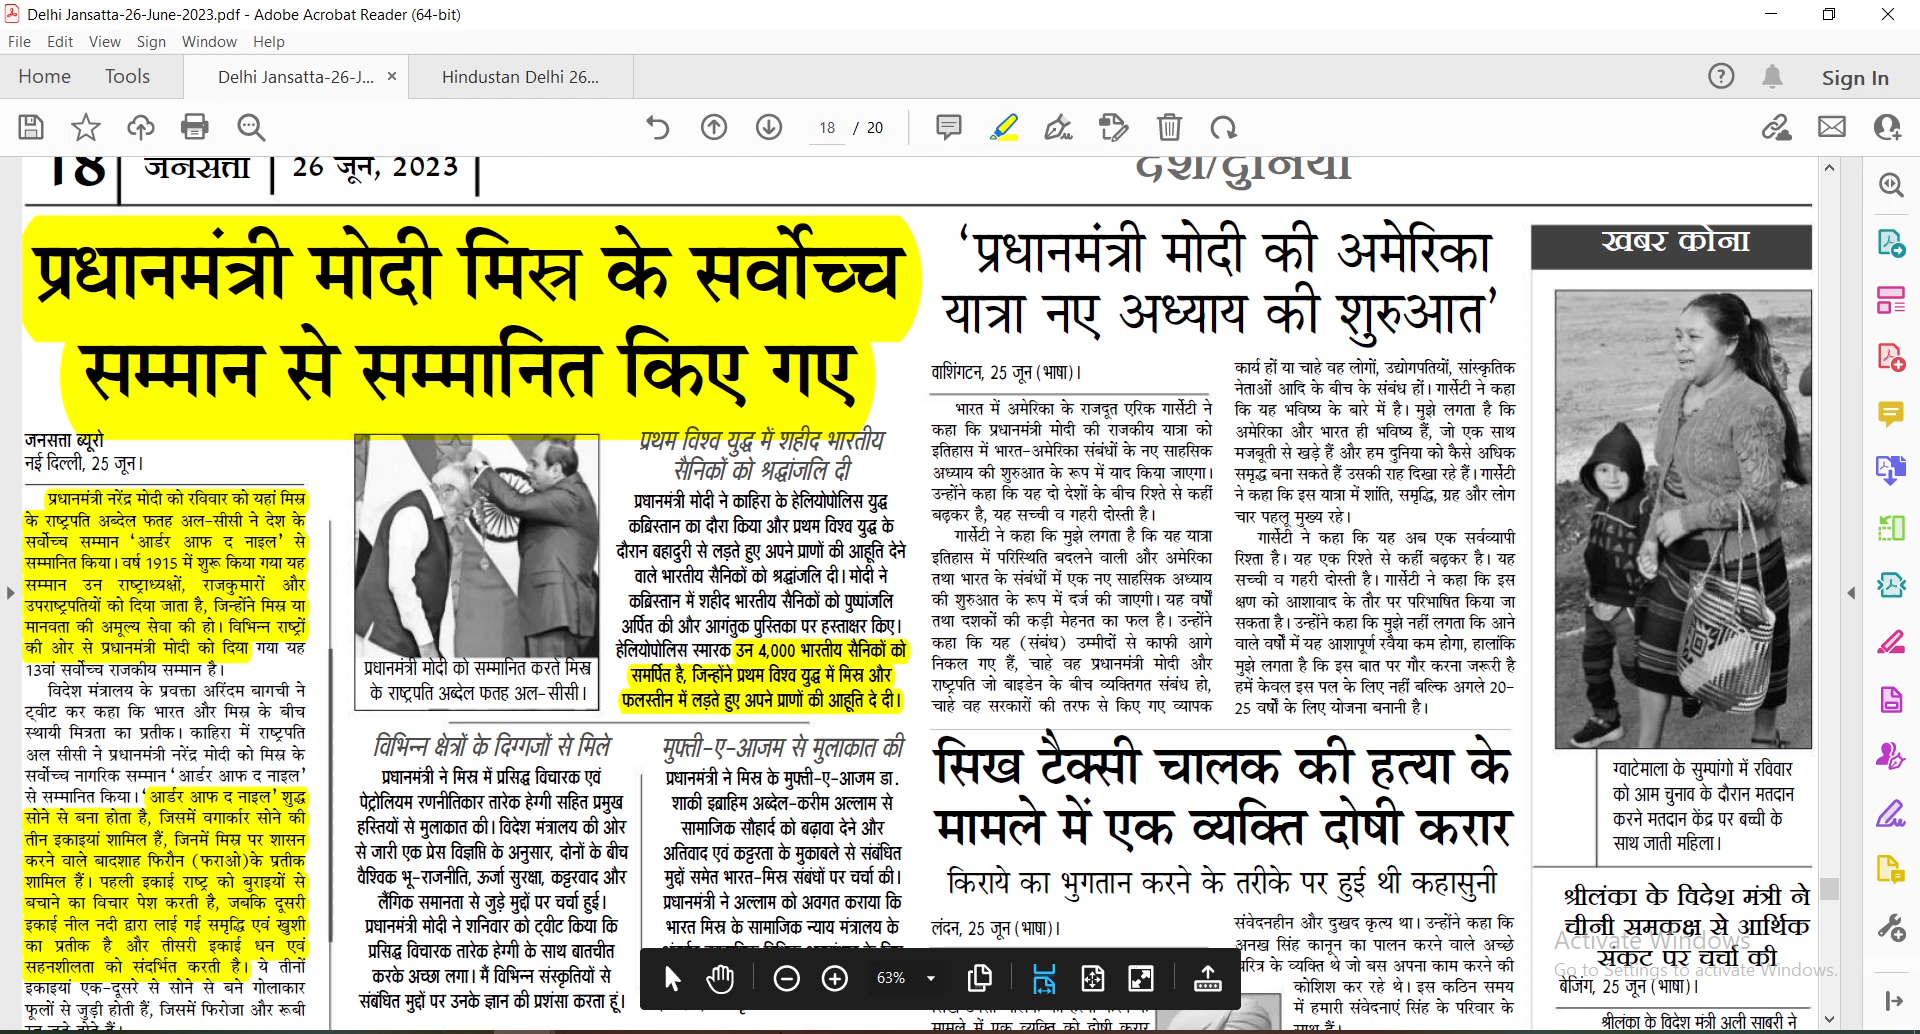 Delhi Jansatta-26-June-2023.pdf - Adobe Acrobat Reader (64-bit)
File Edit View Sign Window Help
Home Tools Delhi Jansatta-26-J... × Hindustan Delhi 26... Sign In
18 / 20
18 जनसत्ता 26 जून, 2023
देश/दुनिया
प्रधानमंत्री मोदी मिस्र के सर्वोच्च
सम्मान से सम्मानित किए गए
जनसत्ता ब्यूरो
नई दिल्ली, 25 जून।
प्रधानमंत्री नरेंद्र मोदी को रविवार को यहां मिस्र
के राष्ट्रपति अब्देल फतह अल-सीसी ने देश के
सर्वोच्च सम्मान ‘आर्डर आफ द नाइल’ से
सम्मानित किया। वर्ष 1915 में शुरू किया गया यह
सम्मान उन राष्ट्राध्यक्षों, राजकुमारों और
उपराष्ट्रपतियों को दिया जाता है, जिन्होंने मिस्र या
मानवता की अमूल्य सेवा की हो। विभिन्न राष्ट्रों
की ओर से प्रधानमंत्री मोदी को दिया गया यह
13वां सर्वोच्च राजकीय सम्मान है।
विदेश मंत्रालय के प्रवक्ता अरिंदम बागची ने
ट्वीट कर कहा कि भारत और मिस्र के बीच
स्थायी मित्रता का प्रतीक। काहिरा में राष्ट्रपति
अल सीसी ने प्रधानमंत्री नरेंद्र मोदी को मिस्र के
सर्वोच्च नागरिक सम्मान ‘आर्डर आफ द नाइल’
से सम्मानित किया। ‘आर्डर आफ द नाइल’ शुद्ध
सोने से बना होता है, जिसमें वगाकार सोने की
तीन इकाइयां शामिल हैं, जिनमें मिस्र पर शासन
करने वाले बादशाह फिरौन (फराओ)के प्रतीक
शामिल हैं। पहली इकाई राष्ट्र को बुराइयों से
बचाने का विचार पेश करती है, जबकि दूसरी
इकाई नील नदी द्वारा लाई गई समृद्धि एवं खुशी
का प्रतीक है और तीसरी इकाई धन एवं
सहनशीलता को संदर्भित करती है। ये तीनों
इकाइयां एक-दूसरे से सोने से बने गोलाकार
फूलों से जुड़ी होती हैं, जिसमें फिरोजा और रूबी
प्रधानमंत्री मोदी को सम्मानित करते मिस्र
के राष्ट्रपति अब्देल फतह अल-सीसी।
प्रथम विश्व युद्ध में शहीद भारतीय
सैनिकों को श्रद्धांजलि दी
प्रधानमंत्री मोदी ने काहिरा के हेलियोपोलिस युद्ध
कब्रिस्तान का दौरा किया और प्रथम विश्व युद्ध के
दौरान बहादुरी से लड़ते हुए अपने प्राणों की आहूति देने
वाले भारतीय सैनिकों को श्रद्धांजलि दी। मोदी ने
कब्रिस्तान में शहीद भारतीय सैनिकों को पुष्पांजलि
अर्पित की और आगंतुक पुस्तिका पर हस्ताक्षर किए।
हेलियोपोलिस स्मारक उन 4,000 भारतीय सैनिकों को
समर्पित है, जिन्होंने प्रथम विश्व युद्ध में मिस्र और
फलस्तीन में लड़ते हुए अपने प्राणों की आहूति दे दी।
विभिन्न क्षेत्रों के दिग्गजों से मिले
प्रधानमंत्री ने मिस्र में प्रसिद्ध विचारक एवं
पेट्रोलियम रणनीतिकार तारेक हेग्गी सहित प्रमुख
हस्तियों से मुलाकात की। विदेश मंत्रालय की ओर
से जारी एक प्रेस विज्ञप्ति के अनुसार, दोनों के बीच
वैश्विक भू-राजनीति, ऊर्जा सुरक्षा, कट्टरवाद और
लैंगिक समानता से जुड़े मुद्दों पर चर्चा हुई।
प्रधानमंत्री मोदी ने शनिवार को ट्वीट किया कि
प्रसिद्ध विचारक तारेक हेग्गी के साथ बातचीत
करके अच्छा लगा। मैं विभिन्न संस्कृतियों से
संबंधित मुद्दों पर उनके ज्ञान की प्रशंसा करता हूं।
मुफ्ती-ए-आजम से मुलाकात की
प्रधानमंत्री ने मिस्र के मुफ्ती-ए-आजम डा.
शाकी इब्राहिम अब्देल-करीम अल्लाम से
सामाजिक सौहार्द को बढ़ावा देने और
अतिवाद एवं कट्टरता के मुकाबले से संबंधित
मुद्दों समेत भारत-मिस्र संबंधों पर चर्चा की।
प्रधानमंत्री ने अल्लाम को अवगत कराया कि
भारत मिस्र के सामाजिक न्याय मंत्रालय के
‘प्रधानमंत्री मोदी की अमेरिका
यात्रा नए अध्याय की शुरुआत’
वाशिंगटन, 25 जून (भाषा)।
भारत में अमेरिका के राजदूत एरिक गार्सेटी ने
कहा कि प्रधानमंत्री मोदी की राजकीय यात्रा को
इतिहास में भारत-अमेरिका संबंधों के नए साहसिक
अध्याय की शुरुआत के रूप में याद किया जाएगा।
उन्होंने कहा कि यह दो देशों के बीच रिश्ते से कहीं
बढ़कर है, यह सच्ची व गहरी दोस्ती है।
गार्सेटी ने कहा कि मुझे लगता है कि यह यात्रा
इतिहास में परिस्थिति बदलने वाली और अमेरिका
तथा भारत के संबंधों में एक नए साहसिक अध्याय
की शुरुआत के रूप में दर्ज की जाएगी। यह वर्षों
तथा दशकों की कड़ी मेहनत का फल है। उन्होंने
कहा कि यह (संबंध) उम्मीदों से काफी आगे
निकल गए हैं, चाहे वह प्रधानमंत्री मोदी और
राष्ट्रपति जो बाइडेन के बीच व्यक्तिगत संबंध हो,
चाहे वह सरकारों की तरफ से किए गए व्यापक
कार्य हों या चाहे वह लोगों, उद्योगपतियों, सांस्कृतिक
नेताओं आदि के बीच के संबंध हों। गार्सेटी ने कहा
कि यह भविष्य के बारे में है। मुझे लगता है कि
अमेरिका और भारत ही भविष्य हैं, जो एक साथ
मजबूती से खड़े हैं और हम दुनिया को कैसे अधिक
समृद्ध बना सकते हैं उसकी राह दिखा रहे हैं। गार्सेटी
ने कहा कि इस यात्रा में शांति, समृद्धि, ग्रह और लोग
चार पहलू मुख्य रहे।
गार्सेटी ने कहा कि यह अब एक सर्वव्यापी
रिश्ता है। यह एक रिश्ते से कहीं बढ़कर है। यह
सच्ची व गहरी दोस्ती है। गार्सेटी ने कहा कि इस
क्षण को आशावाद के तौर पर परिभाषित किया जा
सकता है। उन्होंने कहा कि मुझे नहीं लगता कि आने
वाले वर्षों में यह आशापूर्ण रवैया कम होगा, हालांकि
मुझे लगता है कि इस बात पर गौर करना जरूरी है
हमें केवल इस पल के लिए नहीं बल्कि अगले 20-
25 वर्षों के लिए योजना बनानी है।
सिख टैक्सी चालक की हत्या के
मामले में एक व्यक्ति दोषी करार
किराये का भुगतान करने के तरीके पर हुई थी कहासुनी
लंदन, 25 जून (भाषा)।
मामले में एक व्यक्ति को दोषी करार
संवेदनहीन और दुखद कृत्य था। उन्होंने कहा कि
अनख सिंह कानून का पालन करने वाले अच्छे
चरित्र के व्यक्ति थे जो बस अपना काम करने की
कोशिश कर रहे थे। इस कठिन समय
में हमारी संवेदनाएं सिंह के परिवार के
साथ हैं।
खबर कोना
ग्वाटेमाला के सुम्पांगो में रविवार
को आम चुनाव के दौरान मतदान
करने मतदान केंद्र पर बच्ची के
साथ जाती महिला।
श्रीलंका के विदेश मंत्री ने
चीनी समकक्ष से आर्थिक
संकट पर चर्चा की
बेजिंग, 25 जून (भाषा)।
श्रीलंका के विदेश मंत्री अली साबरी ने
63%
Activate Windows
Go to Settings to activate Windows.